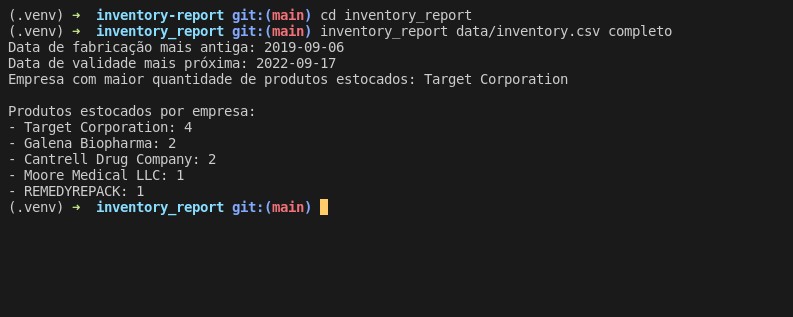 (.venv) ➜  inventory-report git:(main) cd inventory_report
(.venv) ➜  inventory_report git:(main) inventory_report data/inventory.csv completo
Data de fabricação mais antiga: 2019-09-06
Data de validade mais próxima: 2022-09-17
Empresa com maior quantidade de produtos estocados: Target Corporation

Produtos estocados por empresa:
- Target Corporation: 4
- Galena Biopharma: 2
- Cantrell Drug Company: 2
- Moore Medical LLC: 1
- REMEDYREPACK: 1
(.venv) ➜  inventory_report git:(main)